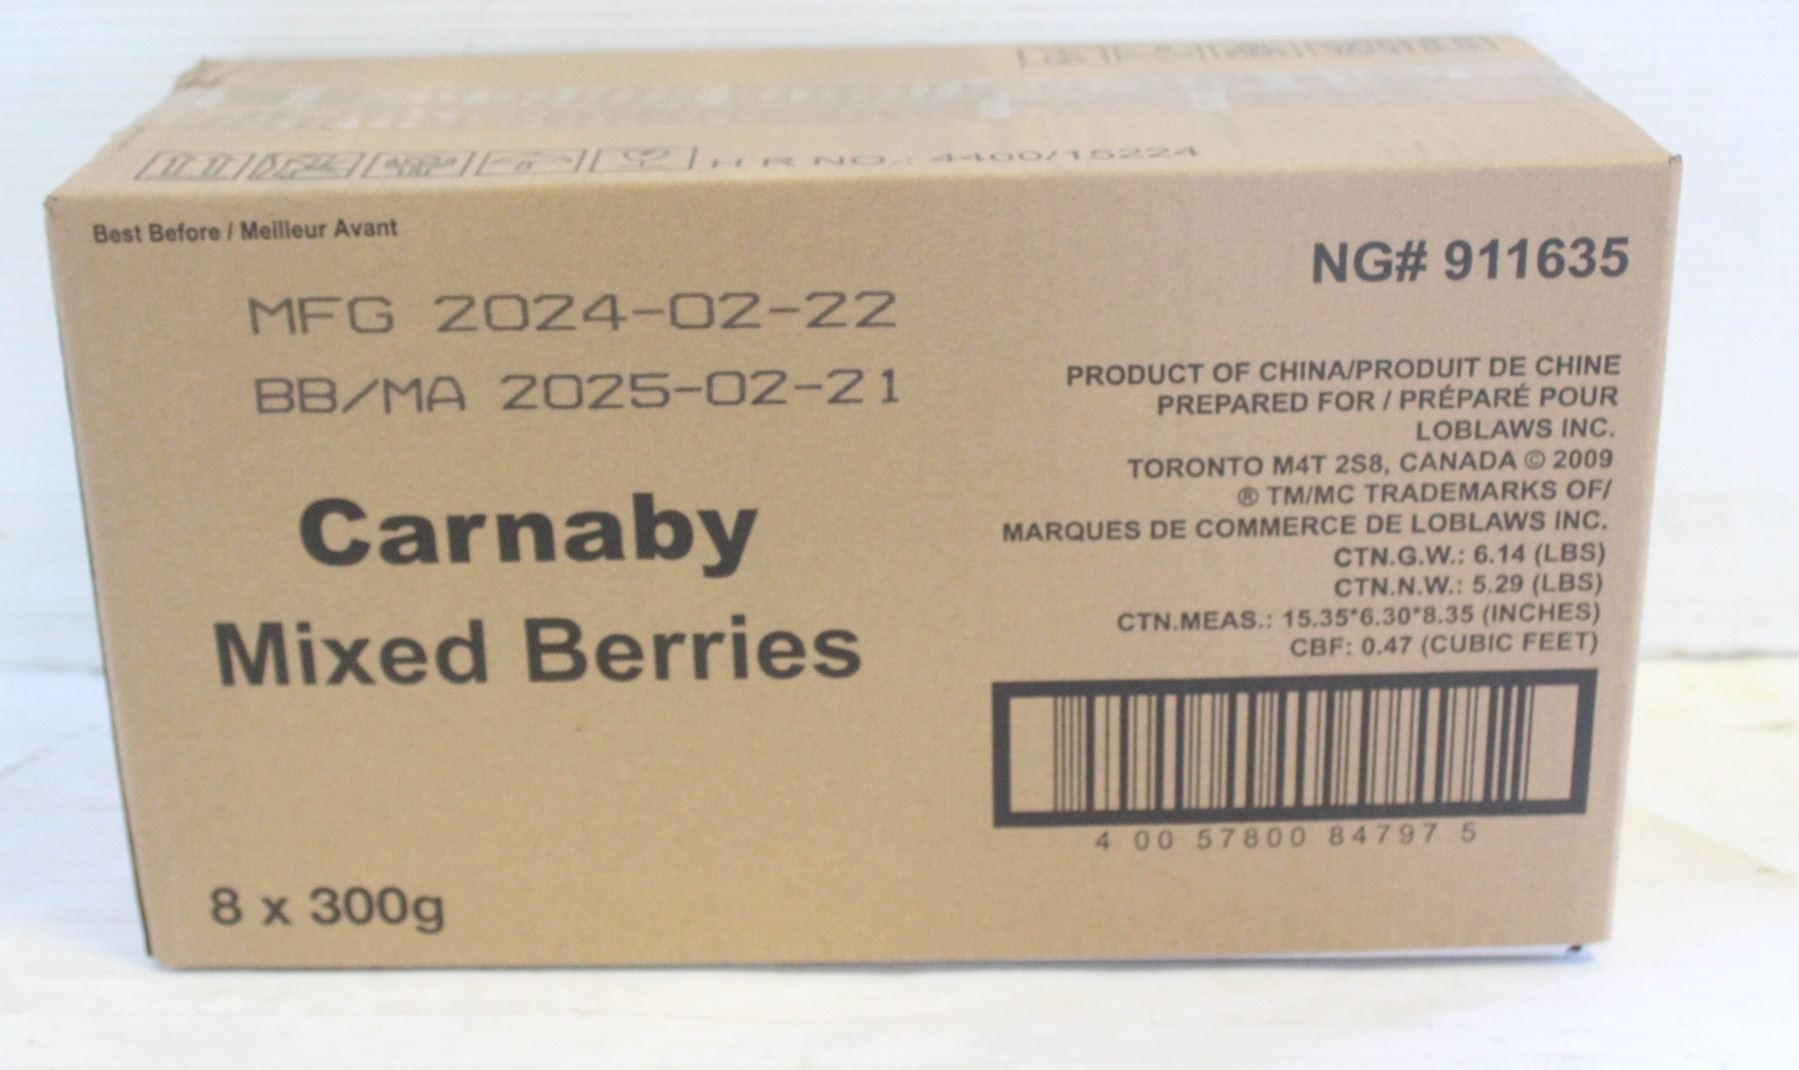 H R NO.: 4400/15224
Best Before / Meilleur Avant
MFG 2024-02-22
BB/MA 2025-02-21
Carnaby
Mixed Berries
8 x 300g
NG# 911635
PRODUCT OF CHINA/PRODUIT DE CHINE
PREPARED FOR / PRÉPARÉ POUR
LOBLAWS INC.
TORONTO M4T 2S8, CANADA © 2009
® TM/MC TRADEMARKS OF/
MARQUES DE COMMERCE DE LOBLAWS INC.
CTN.G.W.: 6.14 (LBS)
CTN.N.W.: 5.29 (LBS)
CTN.MEAS.: 15.35*6.30*8.35 (INCHES)
CBF: 0.47 (CUBIC FEET)
4 00 57800 84797 5